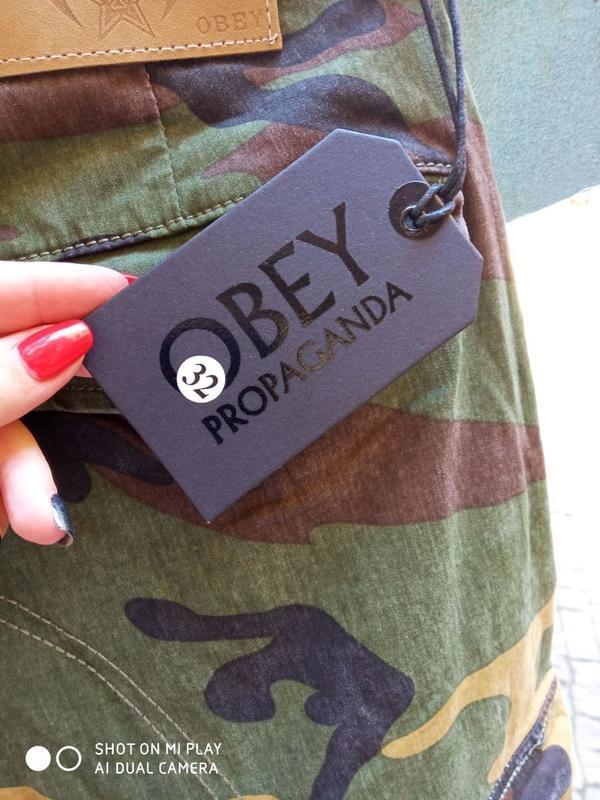 OBEY
OBEY
32
PROPAGANDA
SHOT ON MI PLAY
AI DUAL CAMERA